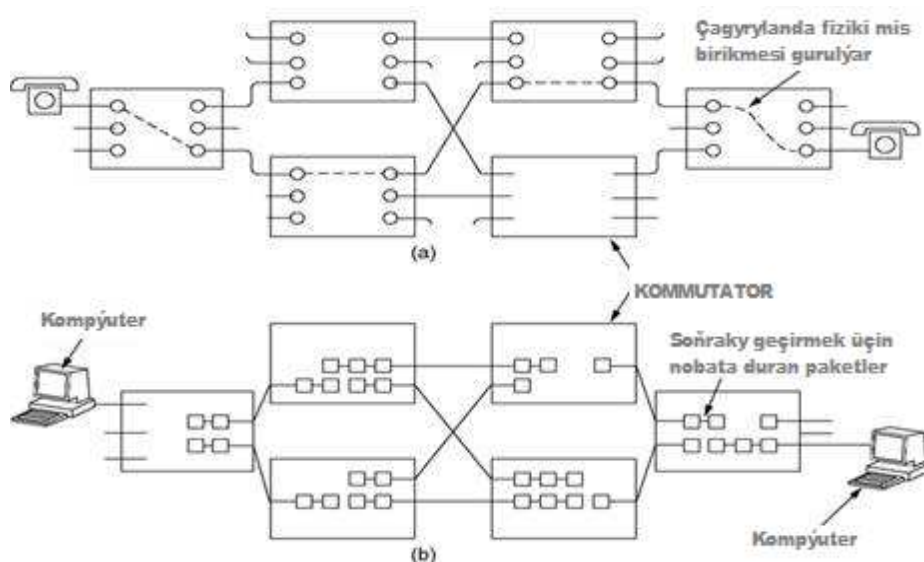 Çagyrylanda fiziki mis
birikmesi gurulýar
(a)
KOMMUTATOR
Kompýuter
Soňraky geçirmek üçin
nobata duran paketler
Kompýuter
(b)